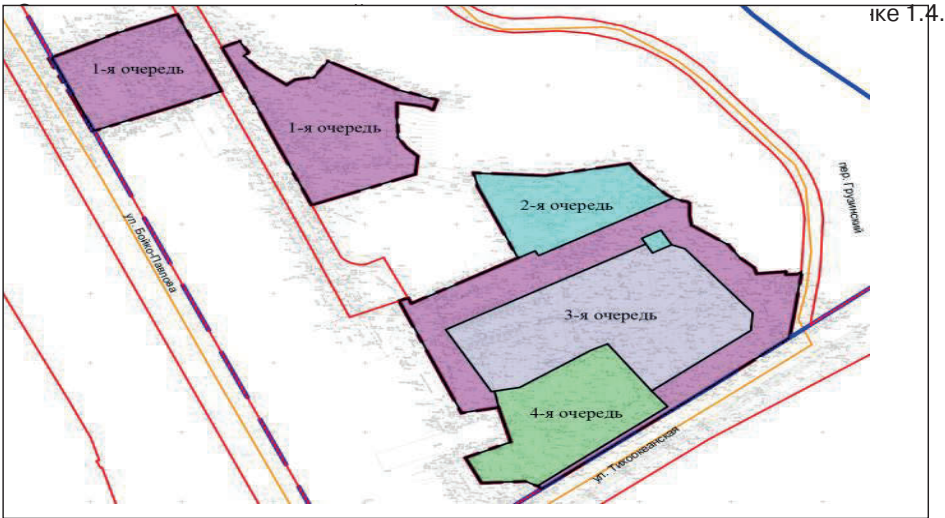 нке 1.4.
1-я очередь
1-я очередь
2-я очередь
3-я очередь
4-я очередь
ул. Бойко-Павлова
пер. Грузинский
ул. Тихоокеанская